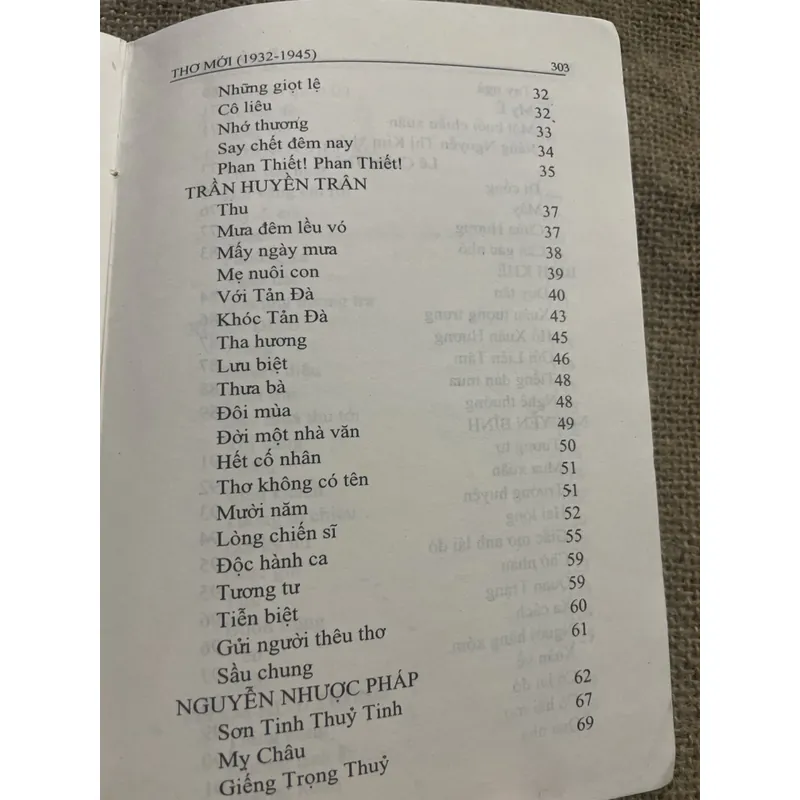 THƠ MỚI (1932-1945) 303
Những giọt lệ 32
Cô liêu 32
Nhớ thương 33
Say chết đêm nay 34
Phan Thiết! Phan Thiết! 35
TRẦN HUYỀN TRÂN
Thu 37
Mưa đêm lều vó 37
Mấy ngày mưa 38
Mẹ nuôi con 39
Với Tản Đà 40
Khóc Tản Đà 43
Tha hương 45
Lưu biệt 46
Thưa bà 48
Đôi mùa 48
Đời một nhà văn 49
Hết cố nhân 50
Thơ không có tên 51
Mười năm 51
Lòng chiến sĩ 52
Độc hành ca 55
Tương tư 59
Tiễn biệt 59
Gửi người thêu thơ 60
Sầu chung 61
NGUYỄN NHƯỢC PHÁP
Sơn Tinh Thuỷ Tinh 62
Mỵ Châu 67
Giếng Trọng Thuỷ 69